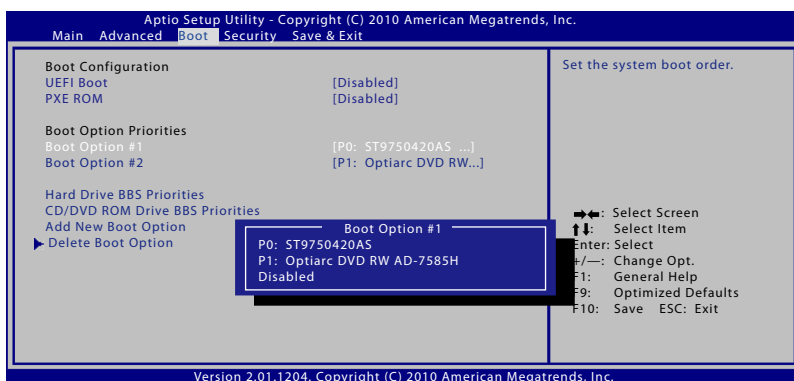 Aptio Setup Utility - Copyright (C) 2010 American Megatrends, Inc.
Main Advanced Boot Security Save & Exit
Boot Configuration
UEFI Boot [Disabled]
PXE ROM [Disabled]
Boot Option Priorities
Boot Option #1 [P0: ST9750420AS ...]
Boot Option #2 [P1: Optiarc DVD RW...]
Hard Drive BBS Priorities
CD/DVD ROM Drive BBS Priorities
Add New Boot Option
Delete Boot Option
Boot Option #1
P0: ST9750420AS
P1: Optiarc DVD RW AD-7585H
Disabled
Set the system boot order.
→←: Select Screen
↑↓: Select Item
Enter: Select
+/—: Change Opt.
F1: General Help
F9: Optimized Defaults
F10: Save ESC: Exit
Version 2.01.1204. Copyright (C) 2010 American Megatrends, Inc.